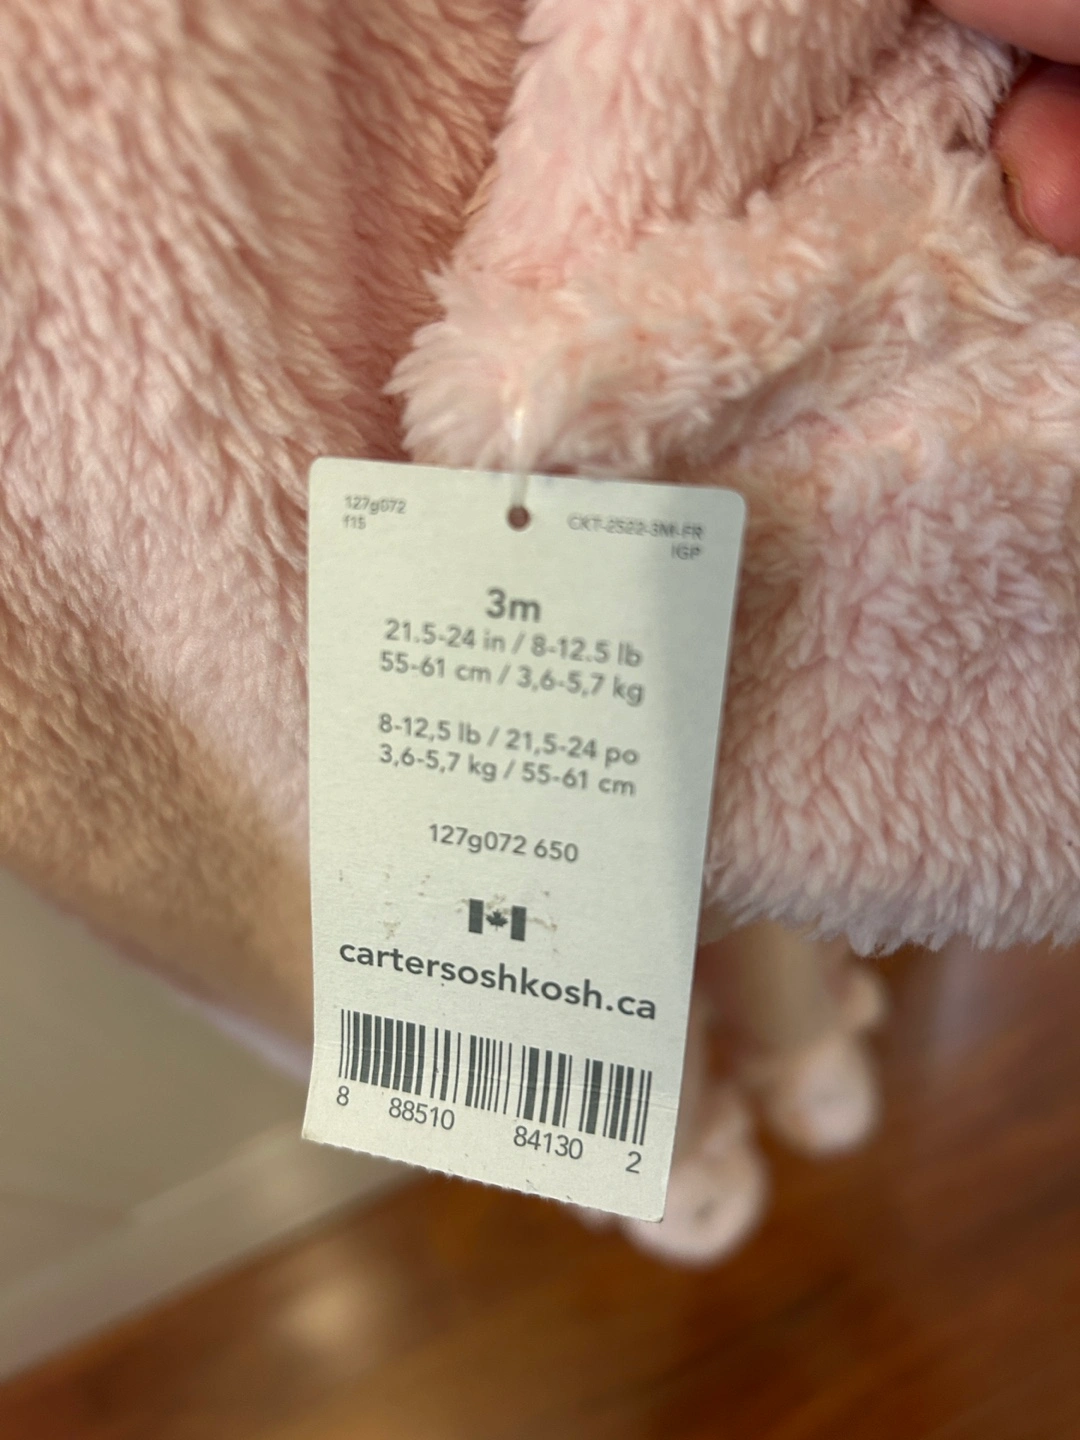 127g072
f15
CKT-2522-3M-FR
IGP
3m
21.5-24 in / 8-12.5 lb
55-61 cm / 3,6-5,7 kg
8-12,5 lb / 21,5-24 po
3,6-5,7 kg / 55-61 cm
127g072 650
cartersoshkosh.ca
8 88510 84130 2